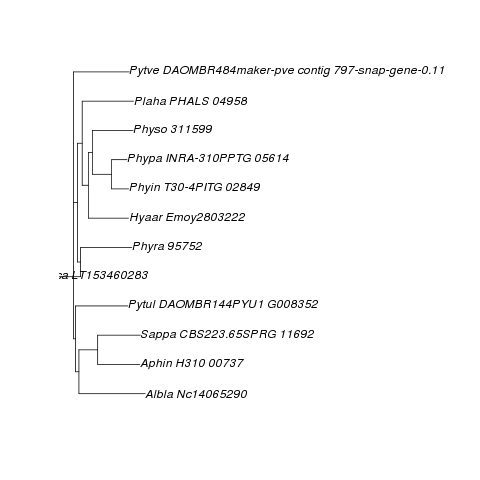 Pytve DAOMBR484maker-pve contig 797-snap-gene-0.11
Plaha PHALS 04958
Physo 311599
Phypa INRA-310PPTG 05614
Phyin T30-4PITG 02849
Hyaar Emoy2803222
Phyra 95752
LT153460283
Pytul DAOMBR144PYU1 G008352
Sappa CBS223.65SPRG 11692
Aphin H310 00737
Albla Nc14065290